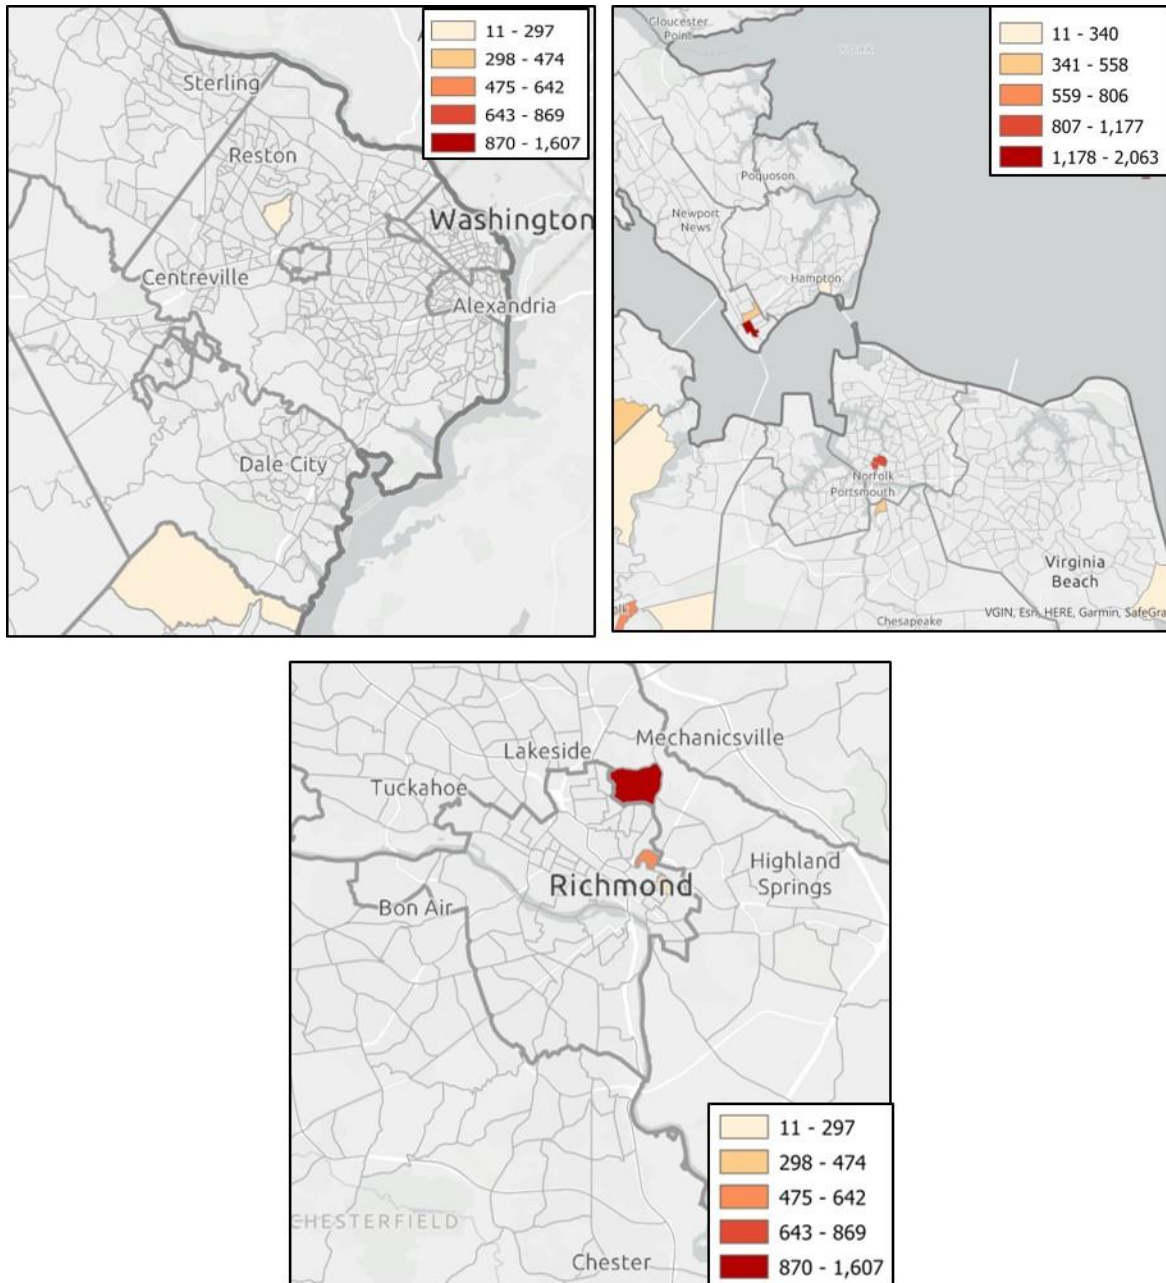 11 - 297
298 - 474
475 - 642
643 - 869
870 - 1,607
Sterling
Reston
Washington
Centreville
Alexandria
Dale City
Gloucester
Point
YORK
11 - 340
341 - 558
559 - 806
807 - 1,177
1,178 - 2,063
Poquoson
Newport
News
Hampton
Norfolk
Portsmouth
Virginia
Beach
VGIN, Esri, HERE, Garmin, SafeGra
Chesapeake
Mechanicsville
Lakeside
Tuckahoe
Highland
Springs
Richmond
Bon Air
CHESTERFIELD
Chester
11 - 297
298 - 474
475 - 642
643 - 869
870 - 1,607